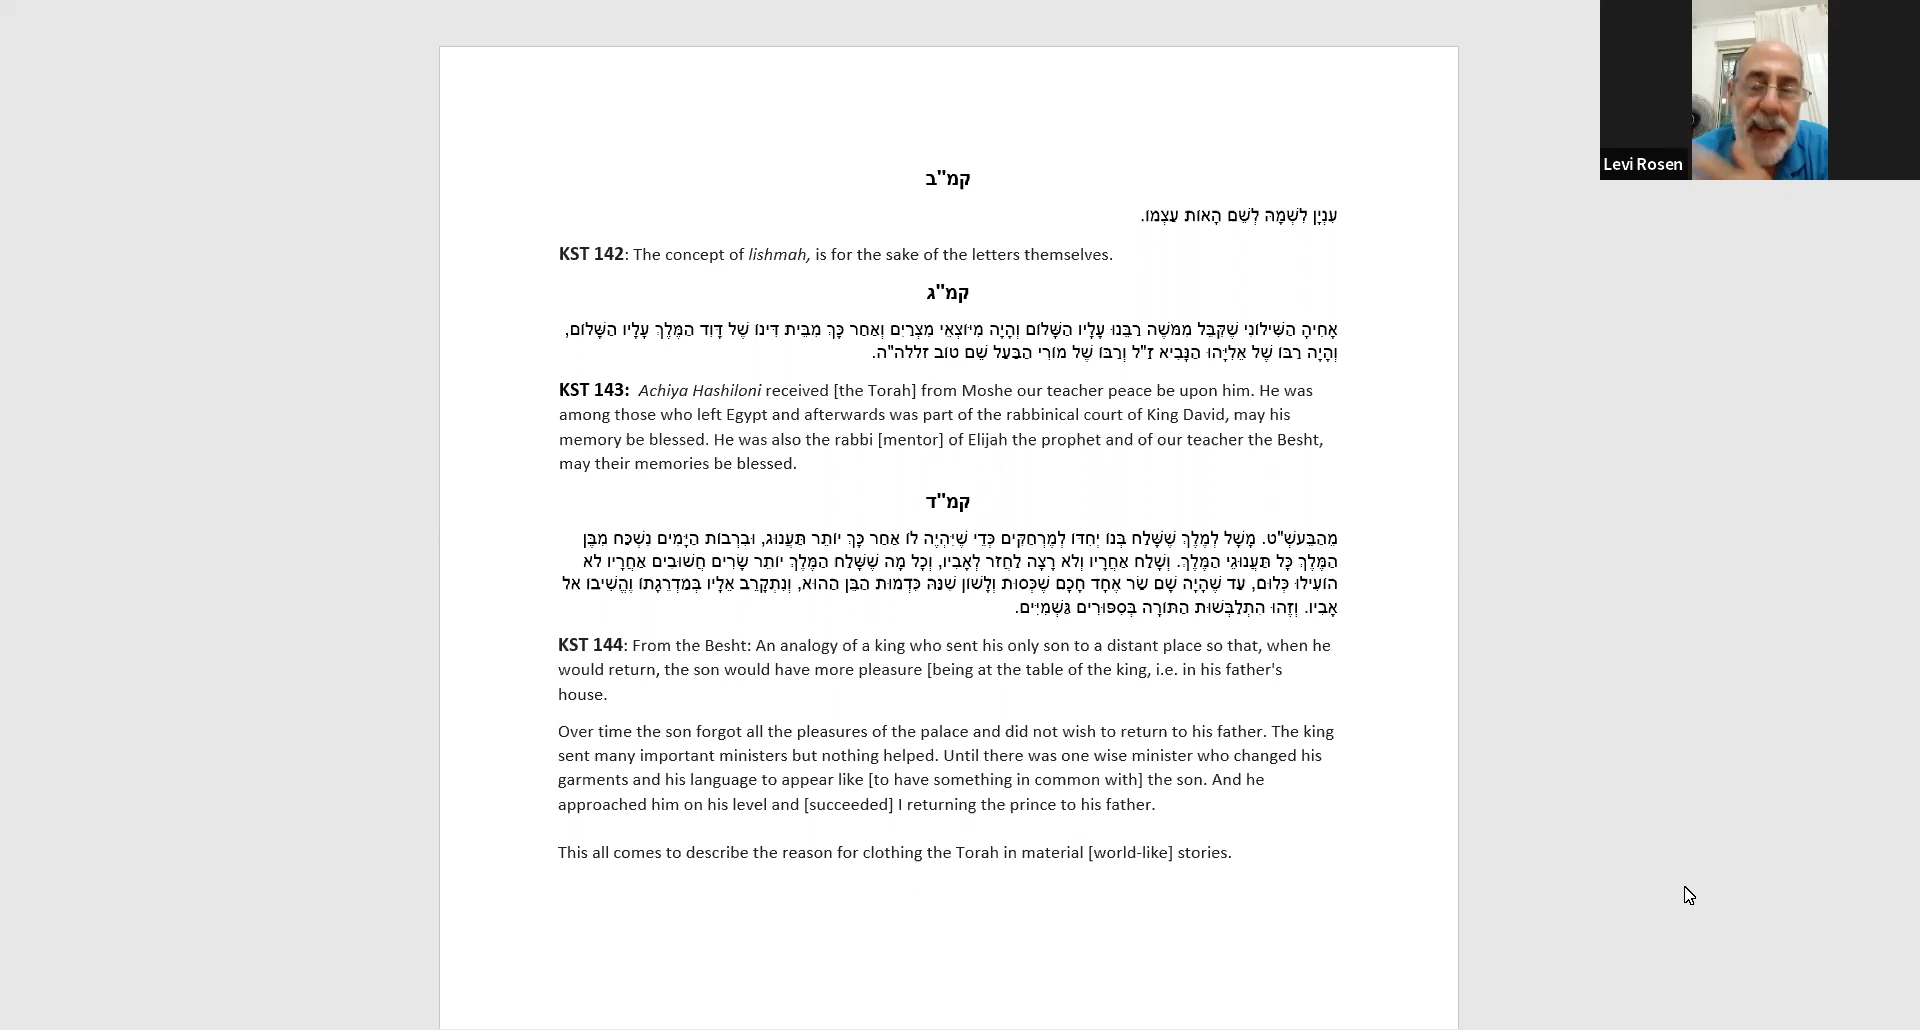 קמ"ב
עִנְיָן לִשְׁמָהּ לְשֵׁם הָאוֹת עַצְמוֹ.
KST 142: The concept of lishmah, is for the sake of the letters themselves.
קמ"ג
אֲחִיָּה הַשִּׁילוֹנִי שֶׁקִּבֵּל מִמֹּשֶׁה רַבֵּנוּ עָלָיו הַשָּׁלוֹם וְהָיָה מִיּוֹצְאֵי מִצְרַיִם וְאַחַר כָּךְ מִבֵּית דִּינוֹ שֶׁל דָּוִד הַמֶּלֶךְ עָלָיו הַשָּׁלוֹם,
וְהָיָה רַבּוֹ שֶׁל אֵלִיָּהוּ הַנָּבִיא ז"ל וְרַבּוֹ שֶׁל מוֹרִי הַבַּעַל שֵׁם טוֹב זללה"ה.
KST 143: Achiya Hashiloni received [the Torah] from Moshe our teacher peace be upon him. He was
among those who left Egypt and afterwards was part of the rabbinical court of King David, may his
memory be blessed. He was also the rabbi [mentor] of Elijah the prophet and of our teacher the Besht,
may their memories be blessed.
קמ"ד
מֵהַבֵּעשְׁ"ט. מָשָׁל לְמֶלֶךְ שֶׁשָּׁלַח בְּנוֹ יְחִדּוֹ לְמֶרְחַקִּים כְּדֵי שֶׁיִּהְיֶה לוֹ אַחַר כָּךְ יוֹתֵר תַּעֲנוּג, וּבִרְבוֹת הַיָּמִים נִשְׁכַּח מִבֶּן
הַמֶּלֶךְ כָּל תַּעֲנוּגֵי הַמֶּלֶךְ. וְשָׁלַח אַחֲרָיו וְלֹא רָצָה לַחֲזֹר לְאָבִיו, וְכָל מָה שֶׁשָּׁלַח הַמֶּלֶךְ יוֹתֵר שָׂרִים חֲשׁוּבִים אַחֲרָיו לֹא
הוֹעִילוּ כְּלוּם, עַד שֶׁהָיָה שָׁם שַׂר אֶחָד חָכָם שֶׁכְּסוּת וְלָשׁוֹן שִׁנָּה כִּדְמוּת הַבֵּן הַהוּא, וְנִתְקָרֵב אֵלָיו בְּמַדְרֵגָתוֹ וֶהֱשִׁיבוֹ אֶל
אָבִיו. וְזֶהוּ הִתְלַבְּשׁוּת הַתּוֹרָה בְּסִפּוּרִים גַּשְׁמִיִּים.
KST 144: From the Besht: An analogy of a king who sent his only son to a distant place so that, when he
would return, the son would have more pleasure [being at the table of the king, i.e. in his father's
house.
Over time the son forgot all the pleasures of the palace and did not wish to return to his father. The king
sent many important ministers but nothing helped. Until there was one wise minister who changed his
garments and his language to appear like [to have something in common with] the son. And he
approached him on his level and [succeeded] I returning the prince to his father.
This all comes to describe the reason for clothing the Torah in material [world-like] stories.
Levi Rosen